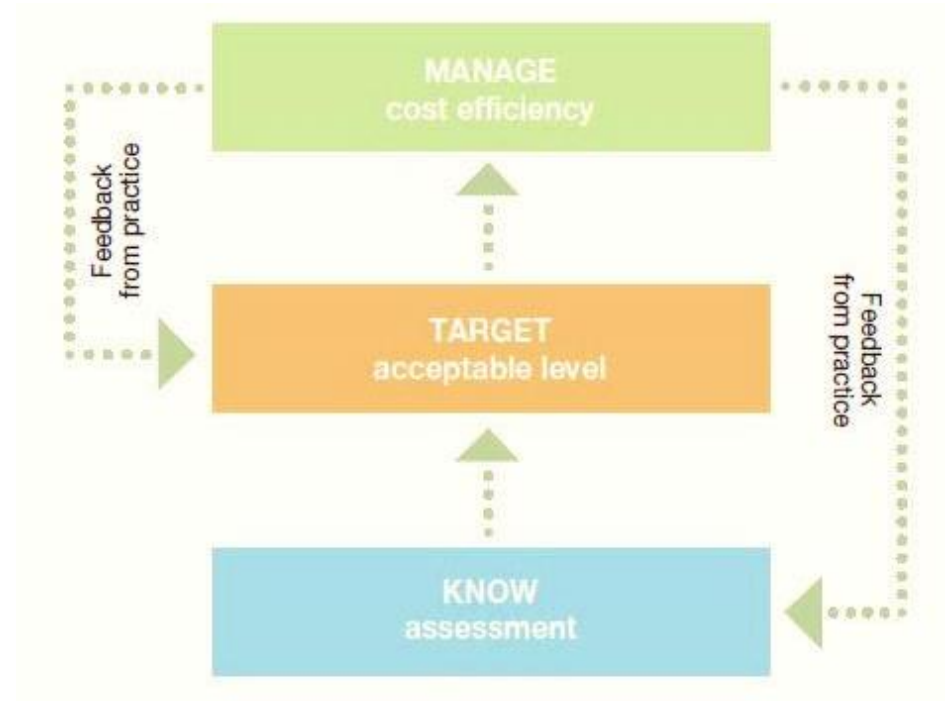 MANAGE
cost efficiency
Feedback
from practice
TARGET
acceptable level
Feedback
from practice
KNOW
assessment